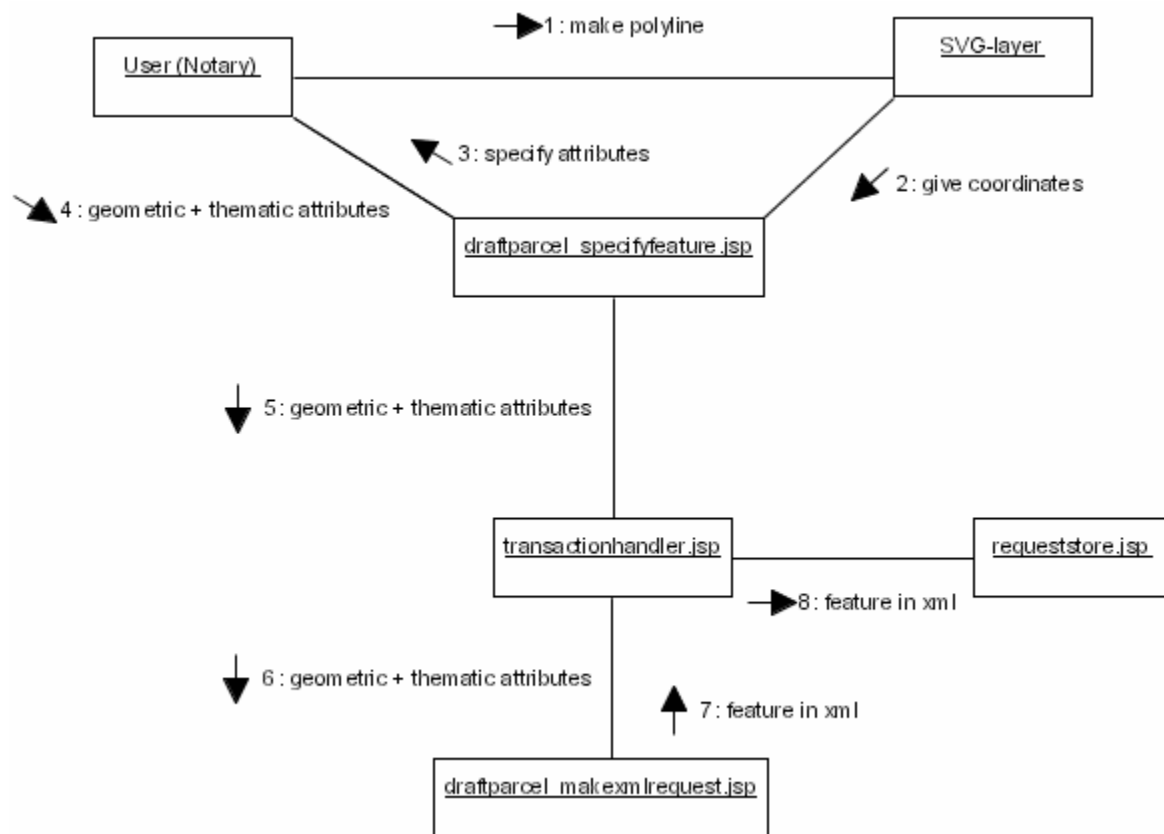 1: make polyline
User (Notary)
SVG-layer
3: specify attributes
2: give coordinates
4: geometric + thematic attributes
draftparcel_specifyfeature.jsp
5: geometric + thematic attributes
transactionhandler.jsp
requeststore.jsp
8: feature in xml
6: geometric + thematic attributes
7: feature in xml
draftparcel_makexmlrequest.jsp